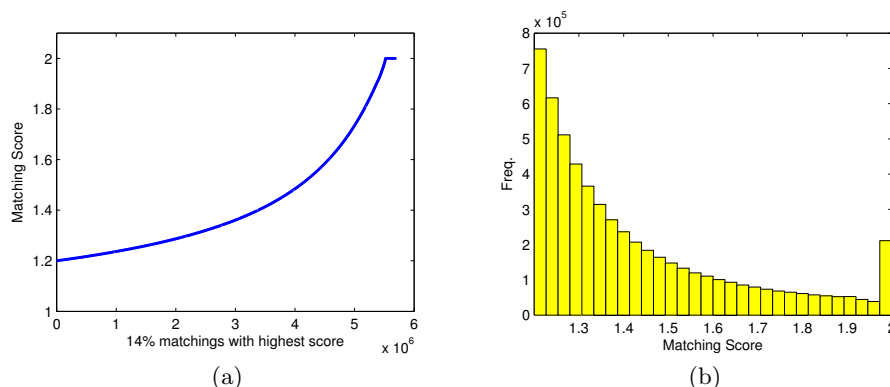 2
1.8
1.6
1.4
1.2
1
Matching Score
0 1 2 3 4 5 6
x 10^6
14% matchings with highest score
(a)
x 10^5
8
7
6
5
4
3
2
1
0
Freq.
1.3 1.4 1.5 1.6 1.7 1.8 1.9 2
Matching Score
(b)